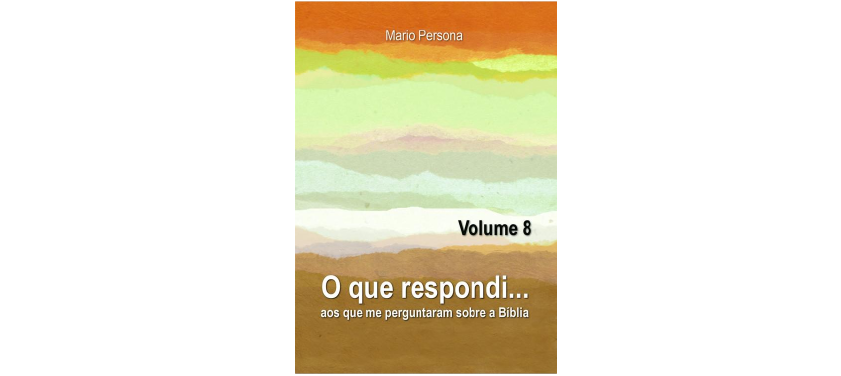 Mario Persona
Volume 8
O que respondi...
aos que me perguntaram sobre a Bíblia